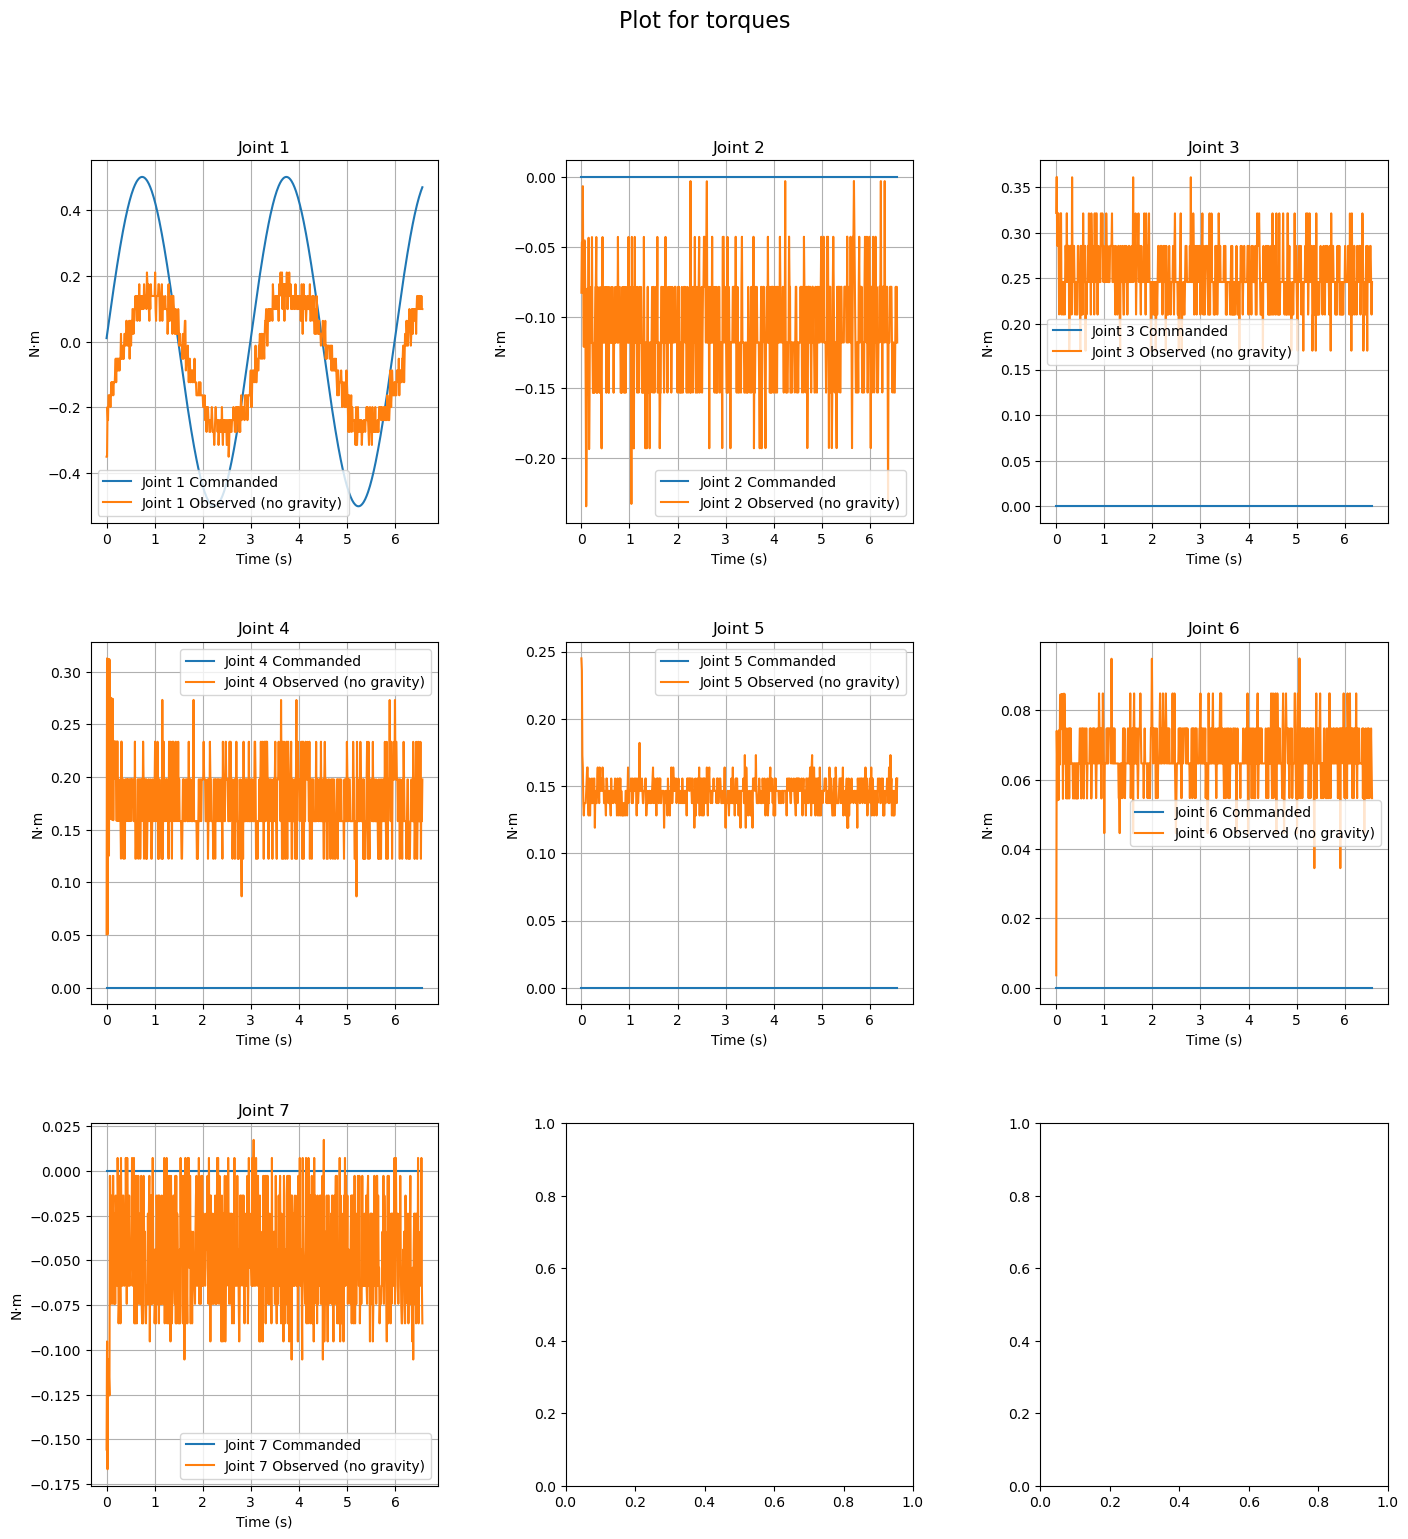 Plot for torques
Joint 1
0.4
0.2
0.0
−0.2
−0.4
N·m
Joint 1 Commanded
Joint 1 Observed (no gravity)
0 1 2 3 4 5 6
Time (s)
Joint 2
0.00
−0.05
−0.10
−0.15
−0.20
N·m
Joint 2 Commanded
Joint 2 Observed (no gravity)
0 1 2 3 4 5 6
Time (s)
Joint 3
0.35
0.30
0.25
0.20
0.15
0.10
0.05
0.00
N·m
Joint 3 Commanded
Joint 3 Observed (no gravity)
0 1 2 3 4 5 6
Time (s)
Joint 4
0.30
0.25
0.20
0.15
0.10
0.05
0.00
N·m
Joint 4 Commanded
Joint 4 Observed (no gravity)
0 1 2 3 4 5 6
Time (s)
Joint 5
0.25
0.20
0.15
0.10
0.05
0.00
N·m
Joint 5 Commanded
Joint 5 Observed (no gravity)
0 1 2 3 4 5 6
Time (s)
Joint 6
0.08
0.06
0.04
0.02
0.00
N·m
Joint 6 Commanded
Joint 6 Observed (no gravity)
0 1 2 3 4 5 6
Time (s)
Joint 7
0.025
0.000
−0.025
−0.050
−0.075
−0.100
−0.125
−0.150
−0.175
N·m
Joint 7 Commanded
Joint 7 Observed (no gravity)
0 1 2 3 4 5 6
Time (s)
1.0
0.8
0.6
0.4
0.2
0.0
0.0 0.2 0.4 0.6 0.8 1.0
1.0
0.8
0.6
0.4
0.2
0.0
0.0 0.2 0.4 0.6 0.8 1.0